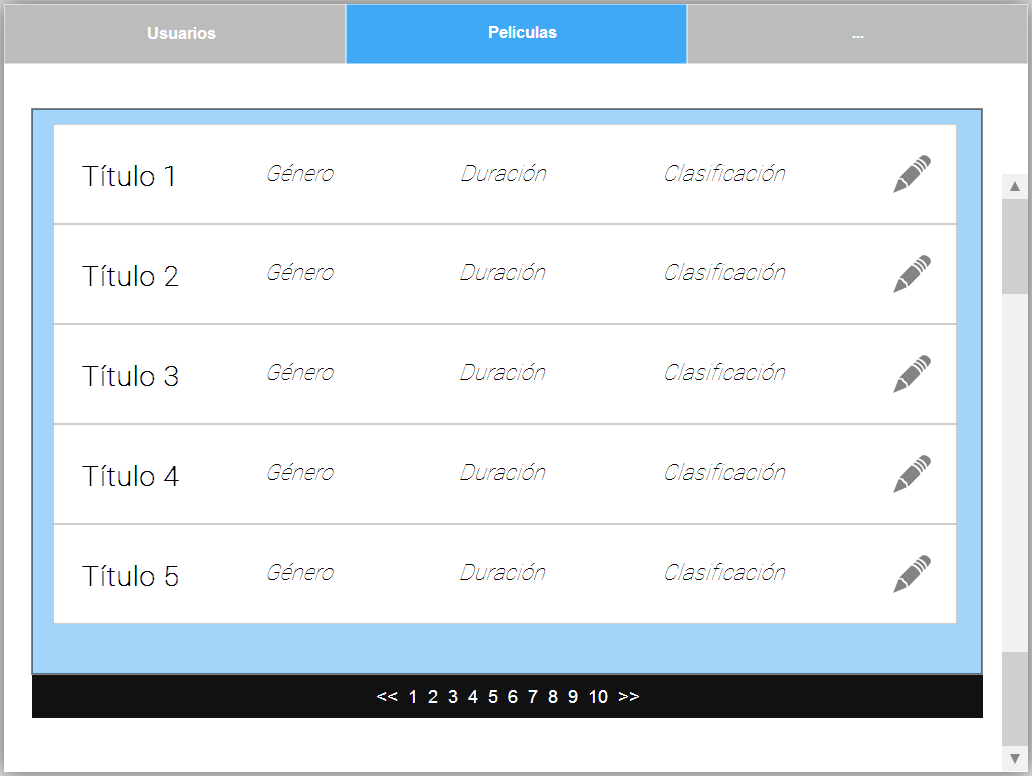 Usuarios Películas ...
Título 1 Género Duración Clasificación
Título 2 Género Duración Clasificación
Título 3 Género Duración Clasificación
Título 4 Género Duración Clasificación
Título 5 Género Duración Clasificación
<< 1 2 3 4 5 6 7 8 9 10 >>